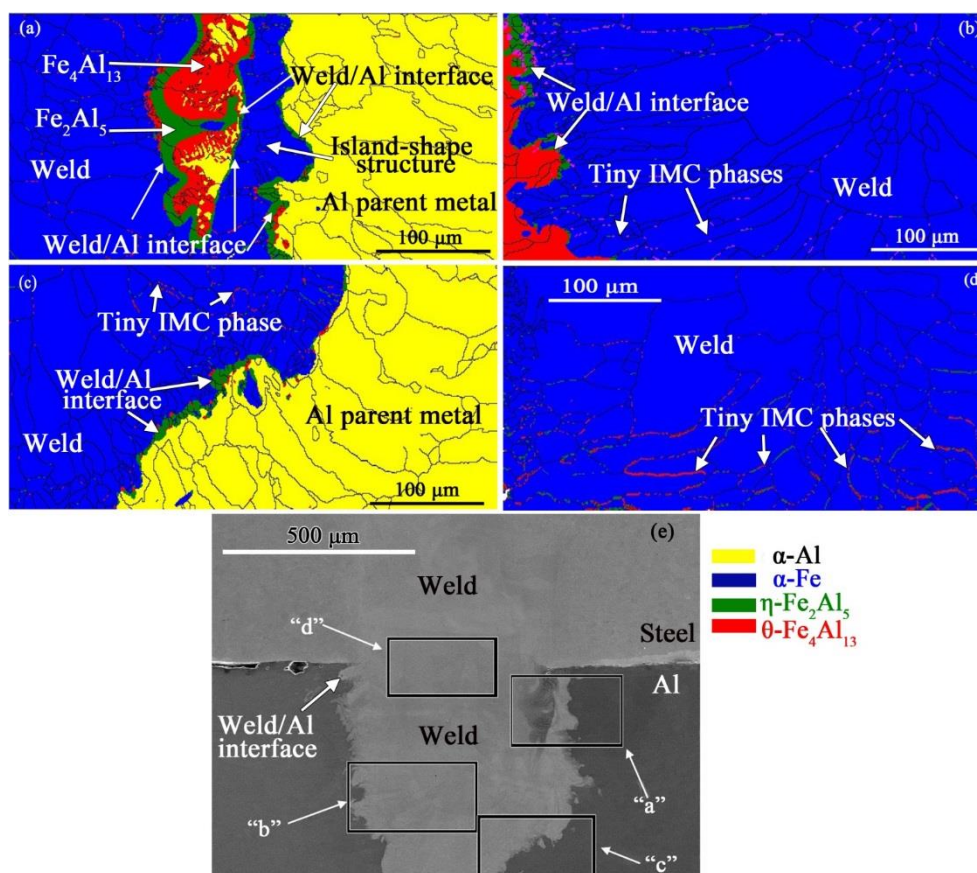 (a)
Fe4Al13
Weld/Al interface
Fe2Al5
Island-shape
structure
Weld
.Al parent metal
Weld/Al interface
100 μm
(b)
Weld/Al interface
Tiny IMC phases
Weld
100 μm
(c)
Tiny IMC phase
Weld/Al
interface
Al parent metal
Weld
100 μm
(d)
100 μm
Weld
Tiny IMC phases
(e)
500 μm
Weld
"d"
Steel
Al
Weld/Al
interface
Weld
"a"
"b"
"c"
α-Al
α-Fe
η-Fe2Al5
θ-Fe4Al13